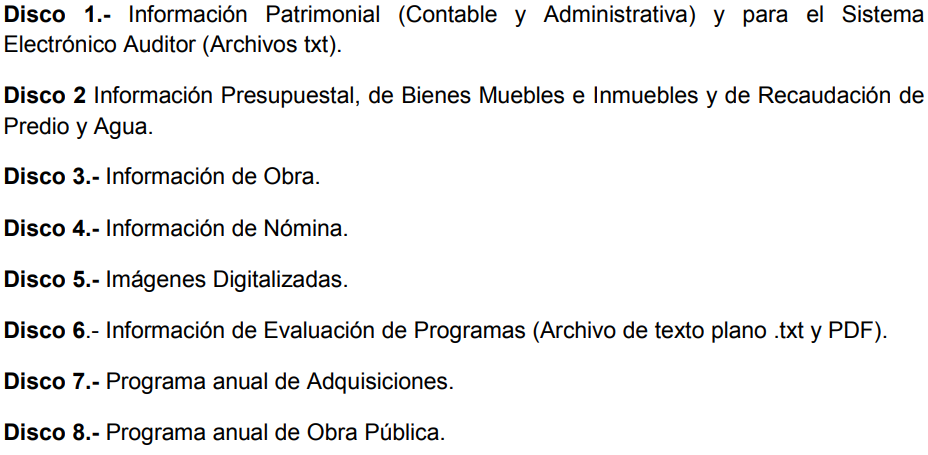 Disco 1.- Información Patrimonial (Contable y Administrativa) y para el Sistema
Electrónico Auditor (Archivos txt).
Disco 2 Información Presupuestal, de Bienes Muebles e Inmuebles y de Recaudación de
Predio y Agua.
Disco 3.- Información de Obra.
Disco 4.- Información de Nómina.
Disco 5.- Imágenes Digitalizadas.
Disco 6.- Información de Evaluación de Programas (Archivo de texto plano .txt y PDF).
Disco 7.- Programa anual de Adquisiciones.
Disco 8.- Programa anual de Obra Pública.